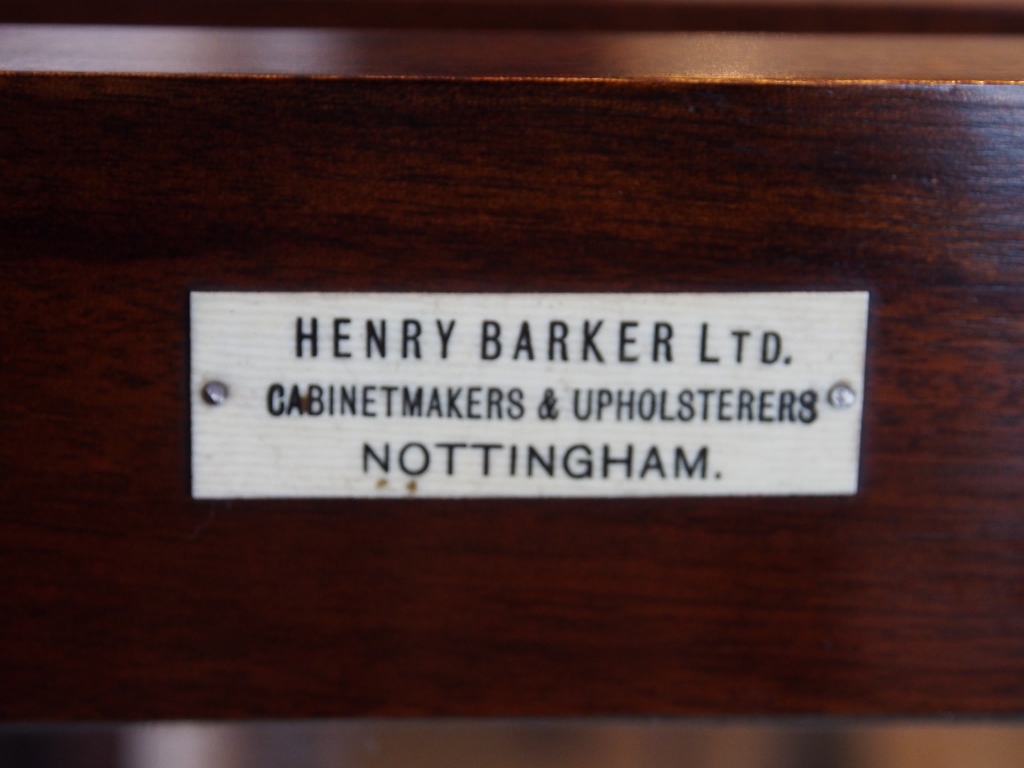 HENRY BARKER LTD.
CABINETMAKERS & UPHOLSTERERS
NOTTINGHAM.